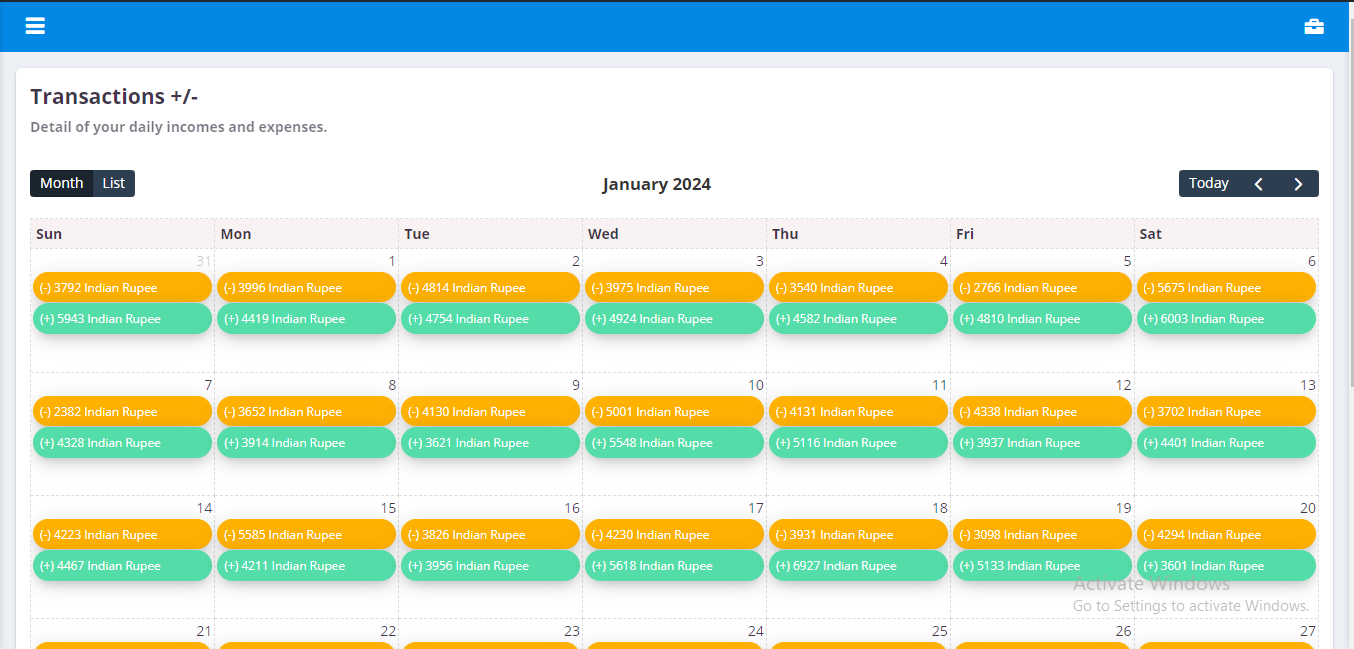 Transactions +/-
Detail of your daily incomes and expenses.
Month List January 2024 Today
Sun Mon Tue Wed Thu Fri Sat
31 1 2 3 4 5 6
(-) 3792 Indian Rupee (-) 3996 Indian Rupee (-) 4814 Indian Rupee (-) 3975 Indian Rupee (-) 3540 Indian Rupee (-) 2766 Indian Rupee (-) 5675 Indian Rupee
(+) 5943 Indian Rupee (+) 4419 Indian Rupee (+) 4754 Indian Rupee (+) 4924 Indian Rupee (+) 4582 Indian Rupee (+) 4810 Indian Rupee (+) 6003 Indian Rupee
7 8 9 10 11 12 13
(-) 2382 Indian Rupee (-) 3652 Indian Rupee (-) 4130 Indian Rupee (-) 5001 Indian Rupee (-) 4131 Indian Rupee (-) 4338 Indian Rupee (-) 3702 Indian Rupee
(+) 4328 Indian Rupee (+) 3914 Indian Rupee (+) 3621 Indian Rupee (+) 5548 Indian Rupee (+) 5116 Indian Rupee (+) 3937 Indian Rupee (+) 4401 Indian Rupee
14 15 16 17 18 19 20
(-) 4223 Indian Rupee (-) 5585 Indian Rupee (-) 3826 Indian Rupee (-) 4230 Indian Rupee (-) 3931 Indian Rupee (-) 3098 Indian Rupee (-) 4294 Indian Rupee
(+) 4467 Indian Rupee (+) 4211 Indian Rupee (+) 3956 Indian Rupee (+) 5618 Indian Rupee (+) 6927 Indian Rupee (+) 5133 Indian Rupee (+) 3601 Indian Rupee
Activate Windows
Go to Settings to activate Windows.
21 22 23 24 25 26 27